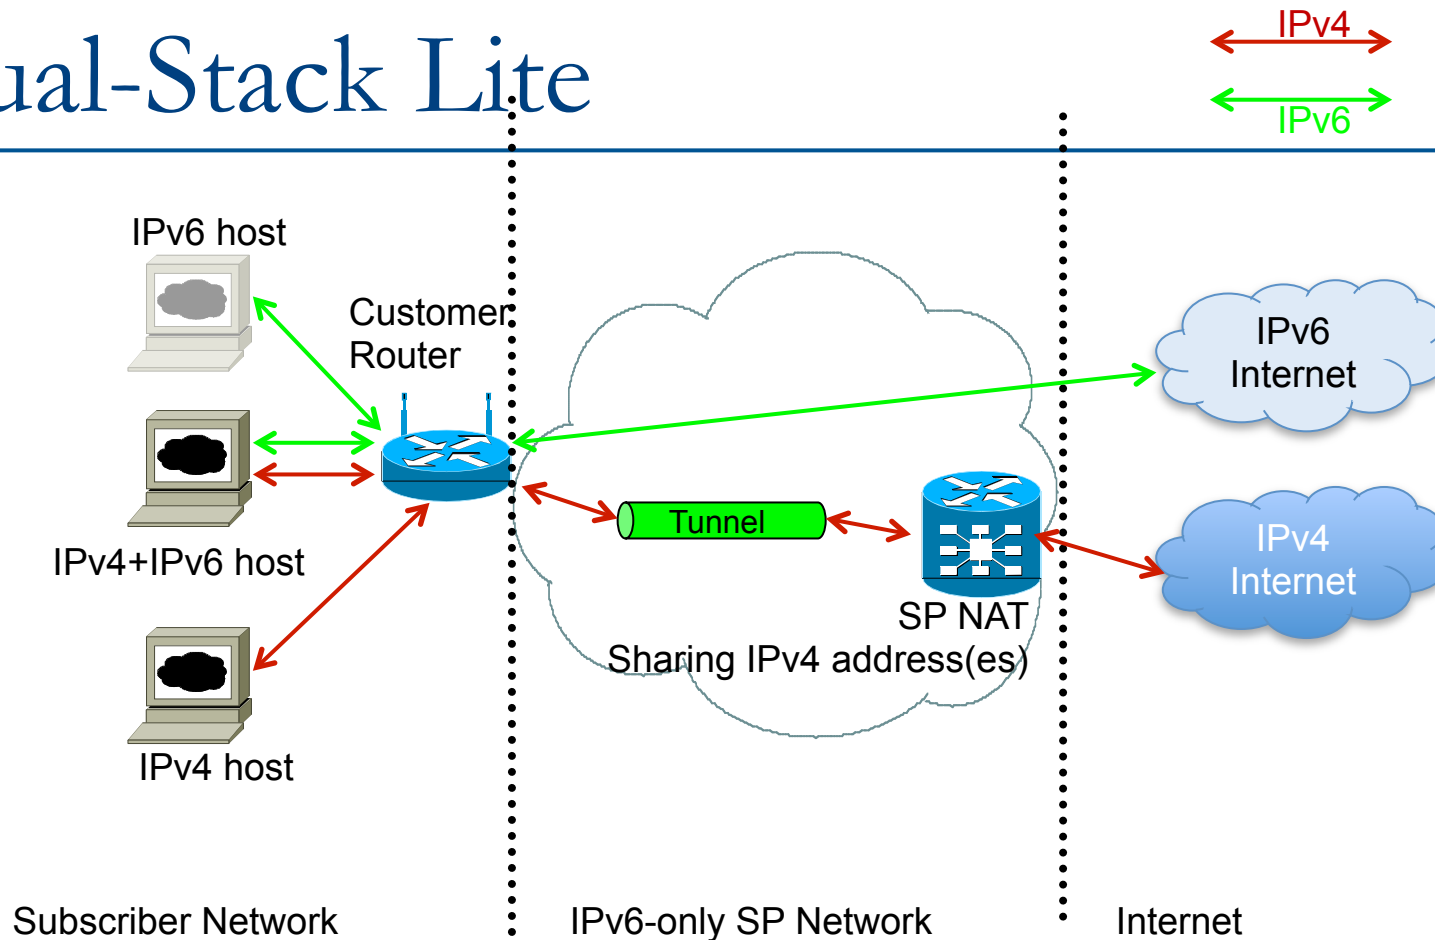 ual-Stack Lite
IPv4
IPv6
IPv6 host
Customer
Router
IPv4+IPv6 host
IPv4 host
Tunnel
SP NAT
Sharing IPv4 address(es)
IPv6
Internet
IPv4
Internet
Subscriber Network
IPv6-only SP Network
Internet